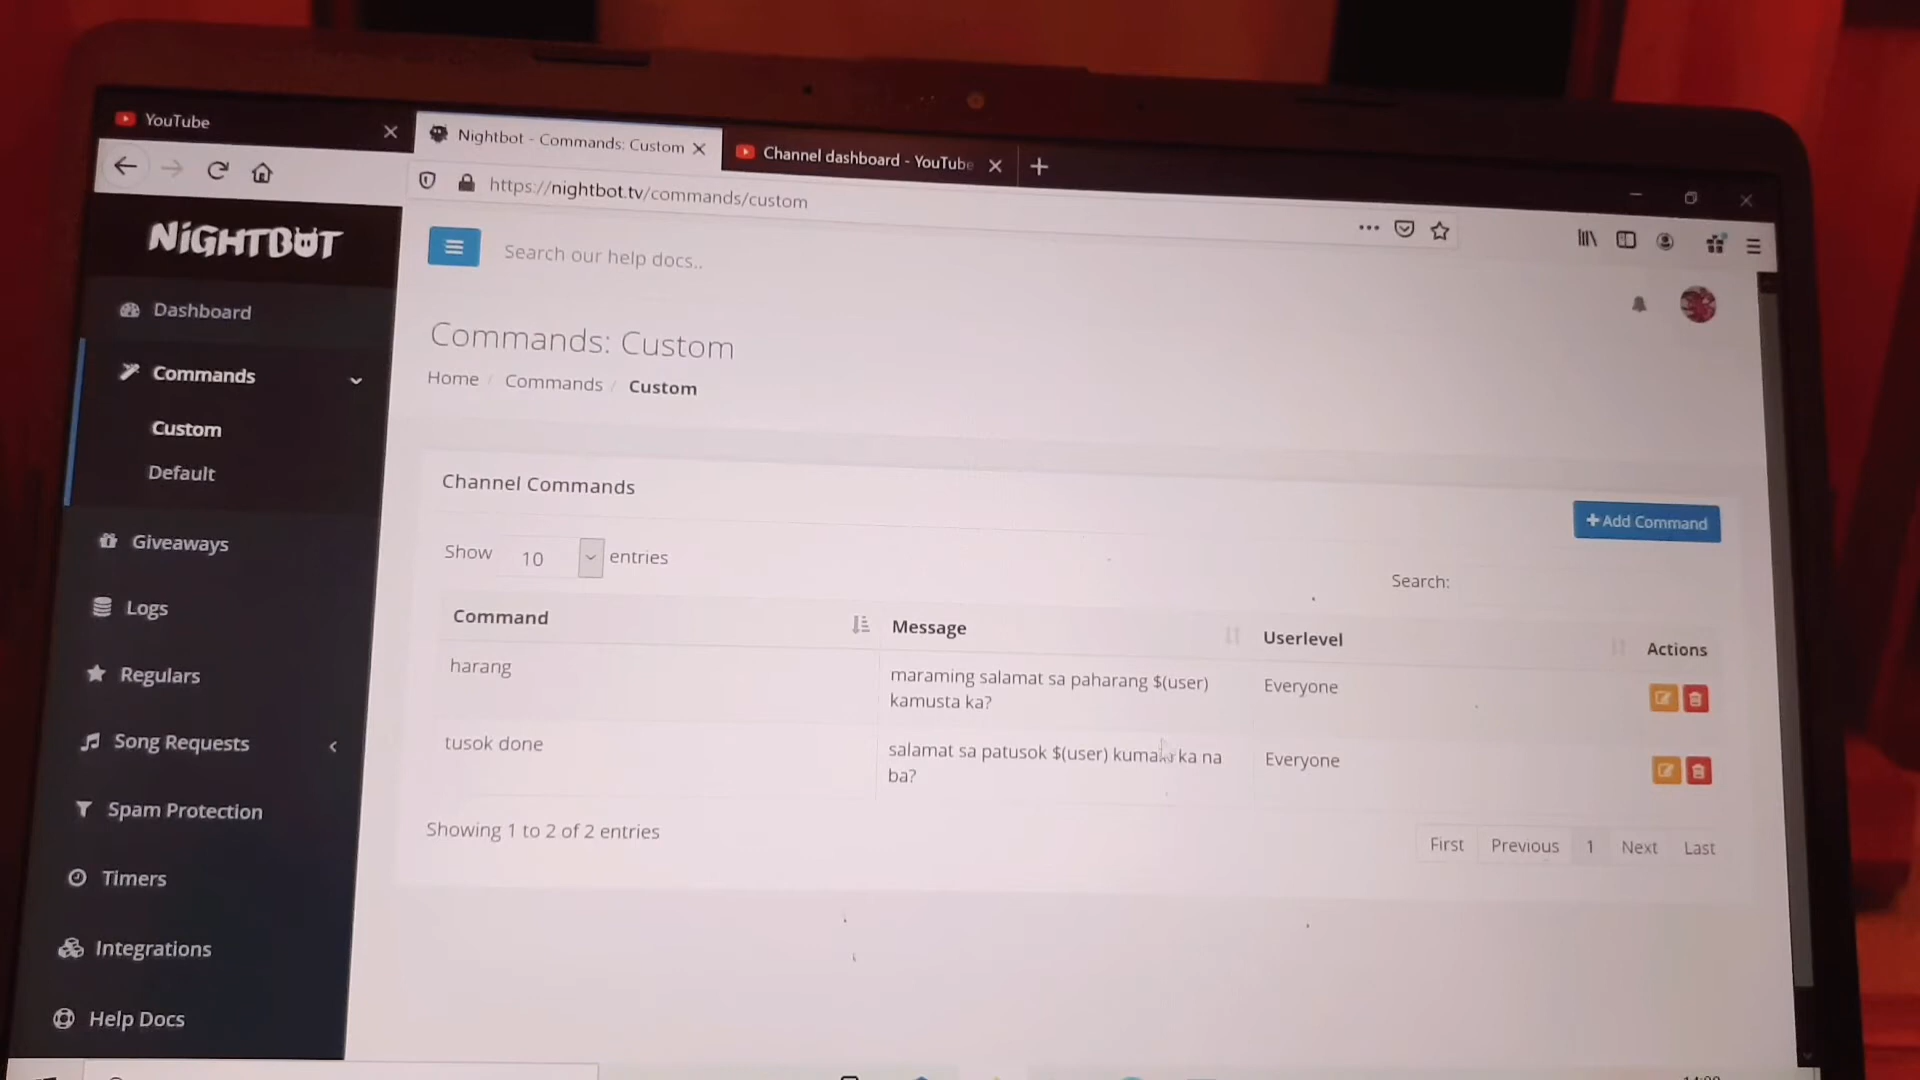 YouTube
Nightbot - Commands: Custom
Channel dashboard - YouTube
https://nightbot.tv/commands/custom
NiGHTBOT
Search our help docs..
Dashboard
Commands
Custom
Default
Giveaways
Logs
Regulars
Song Requests
Spam Protection
Timers
Integrations
Help Docs
Commands: Custom
Home / Commands / Custom
Channel Commands
+ Add Command
Show 10 entries
Search:
Command Message Userlevel Actions
harang maraming salamat sa paharang $(user) Everyone
kamusta ka?
tusok done salamat sa patusok $(user) ka na Everyone
ba?
Showing 1 to 2 of 2 entries
First Previous 1 Next Last